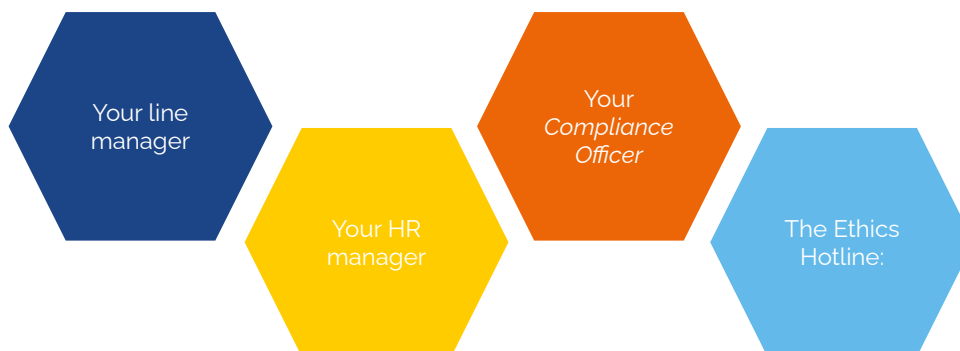 Your line
manager
Your HR
manager
Your
Compliance
Officer
The Ethics
Hotline: